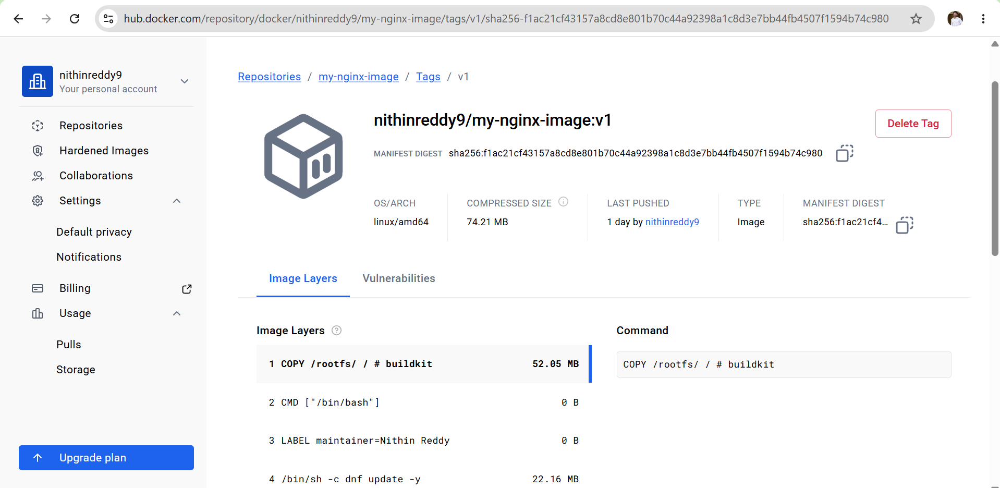 hub.docker.com/repository/docker/nithinreddy9/my-nginx-image/tags/v1/sha256-f1ac21cf43157a8cd8e801b70c44a92398a1c8d3e7bb44fb4507f1594b74c980
nithinreddy9
Your personal account
Repositories
Hardened Images
Collaborations
Settings
Default privacy
Notifications
Billing
Usage
Pulls
Storage
Upgrade plan
Repositories / my-nginx-image / Tags / v1
nithinreddy9/my-nginx-image:v1
Delete Tag
MANIFEST DIGEST sha256:f1ac21cf43157a8cd8e801b70c44a92398a1c8d3e7bb44fb4507f1594b74c980
OS/ARCH
linux/amd64
COMPRESSED SIZE
74.21 MB
LAST PUSHED
1 day by nithinreddy9
TYPE
Image
MANIFEST DIGEST
sha256:f1ac21cf4...
Image Layers Vulnerabilities
Image Layers
1 COPY /rootfs/ / # buildkit 52.05 MB
2 CMD ["/bin/bash"] 0 B
3 LABEL maintainer=Nithin Reddy 0 B
4 /bin/sh -c dnf update -y 22.16 MB
Command
COPY /rootfs/ / # buildkit